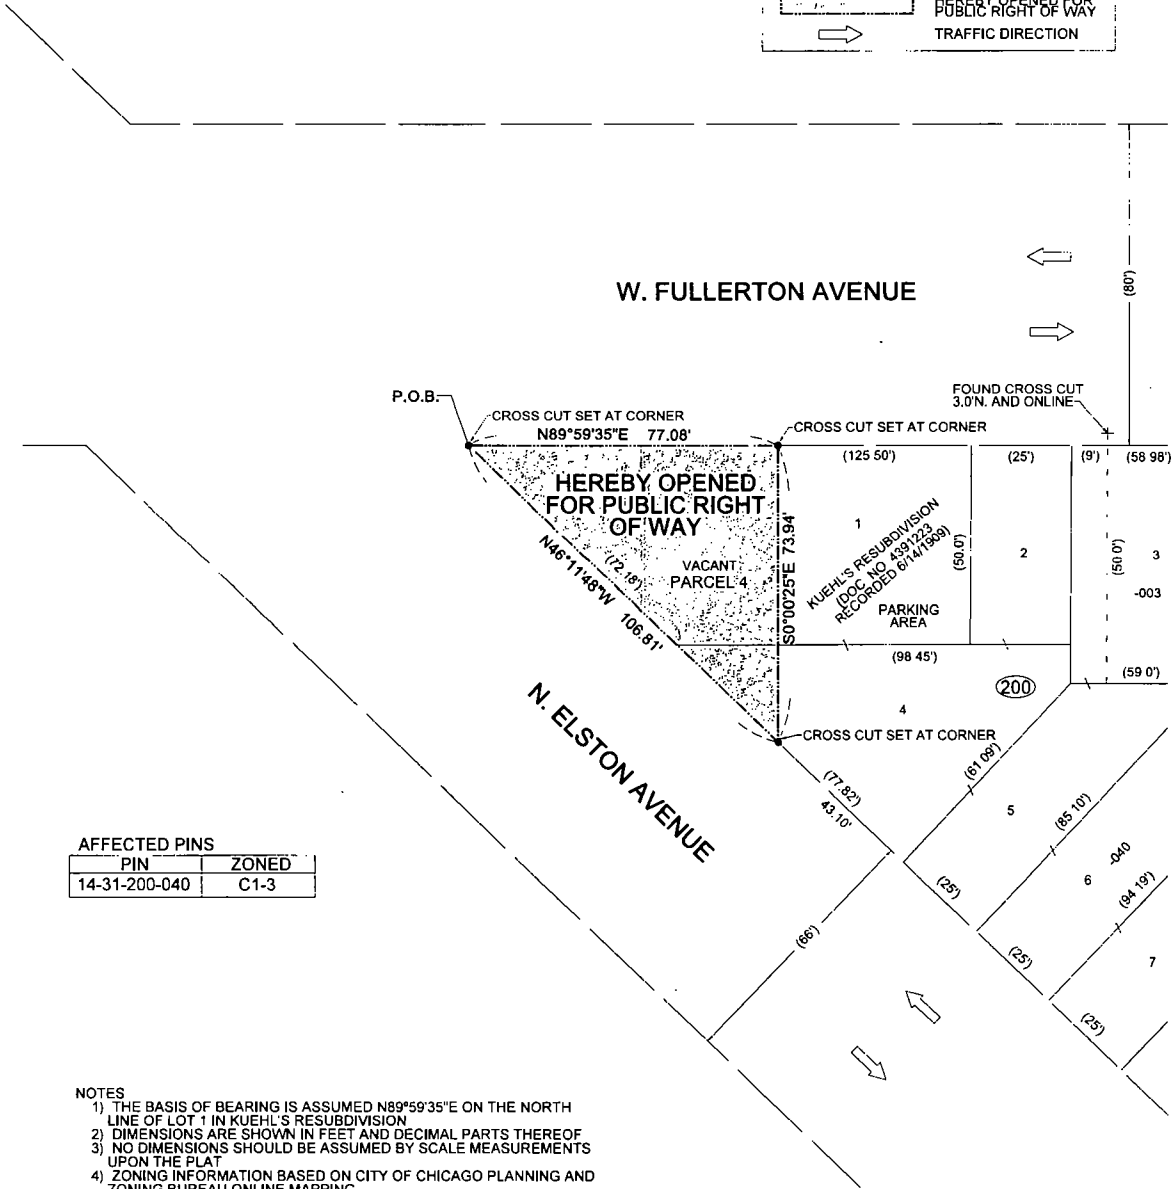 HEREBY OPENED FOR
PUBLIC RIGHT OF WAY
TRAFFIC DIRECTION
W. FULLERTON AVENUE
(80')
P.O.B.
CROSS CUT SET AT CORNER
N89°59'35"E 77.08'
CROSS CUT SET AT CORNER
FOUND CROSS CUT
3.0'N. AND ONLINE
(125 50')
(25')
(9')
(58 98')
HEREBY OPENED
FOR PUBLIC RIGHT
OF WAY
VACANT
PARCEL 4
N46°11'48"W 106.81'
(72.18')
S0°00'25"E 73.94'
1
KUEHL'S RESUBDIVISION
(DOC. NO. 4391223
RECORDED 6/14/1909)
PARKING
AREA
(50.0')
2
(50 0')
3
-003
(98 45')
(59 0')
200
4
CROSS CUT SET AT CORNER
N. ELSTON AVENUE
(77.82')
43.10'
(61 09')
5
(85 10')
-040
6
(94 19')
7
(25')
(25')
(25')
(66')
AFFECTED PINS
PIN ZONED
14-31-200-040 C1-3
NOTES
1) THE BASIS OF BEARING IS ASSUMED N89°59'35"E ON THE NORTH
LINE OF LOT 1 IN KUEHL'S RESUBDIVISION
2) DIMENSIONS ARE SHOWN IN FEET AND DECIMAL PARTS THEREOF
3) NO DIMENSIONS SHOULD BE ASSUMED BY SCALE MEASUREMENTS
UPON THE PLAT
4) ZONING INFORMATION BASED ON CITY OF CHICAGO PLANNING AND
ZONING BUREAU ONLINE MAPPING